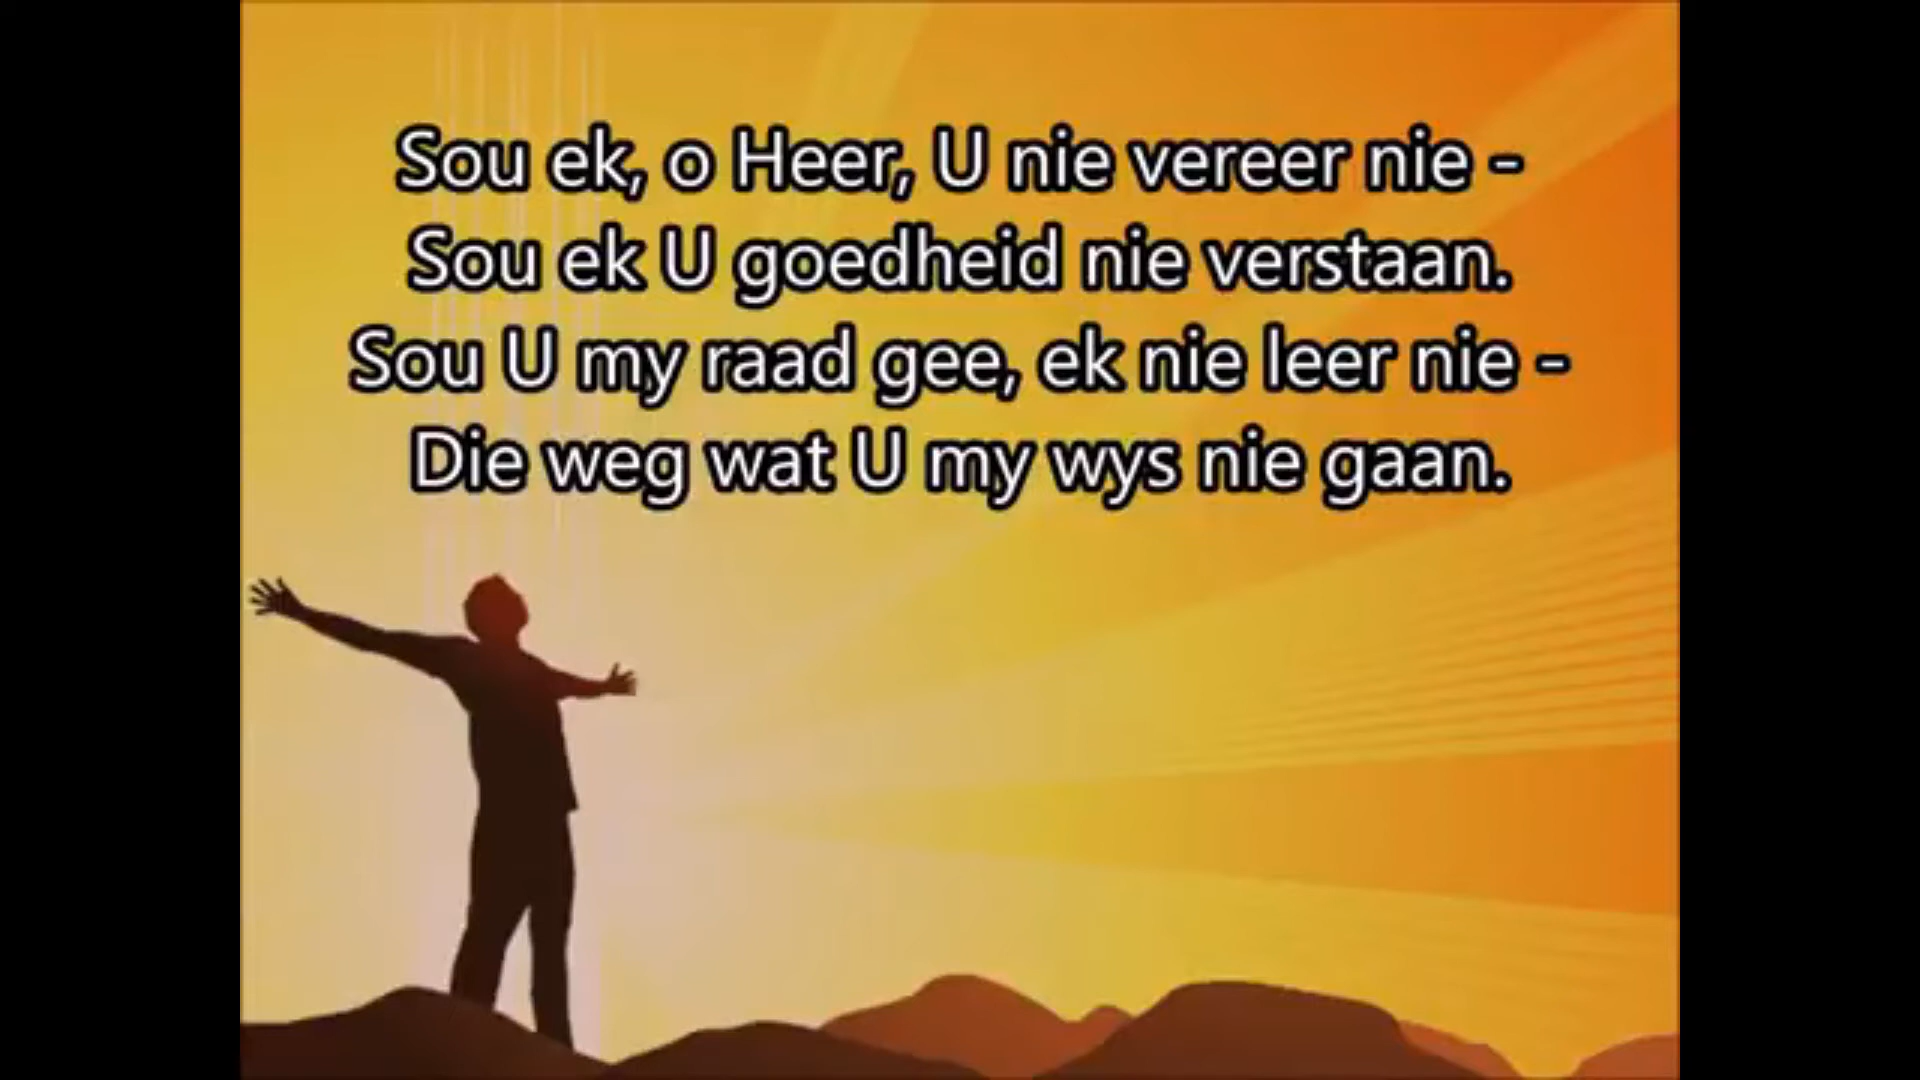 Sou ek, o Heer, U nie vereer nie -
Sou ek U goedheid nie verstaan.
Sou U my raad gee, ek nie leer nie -
Die weg wat U my wys nie gaan.